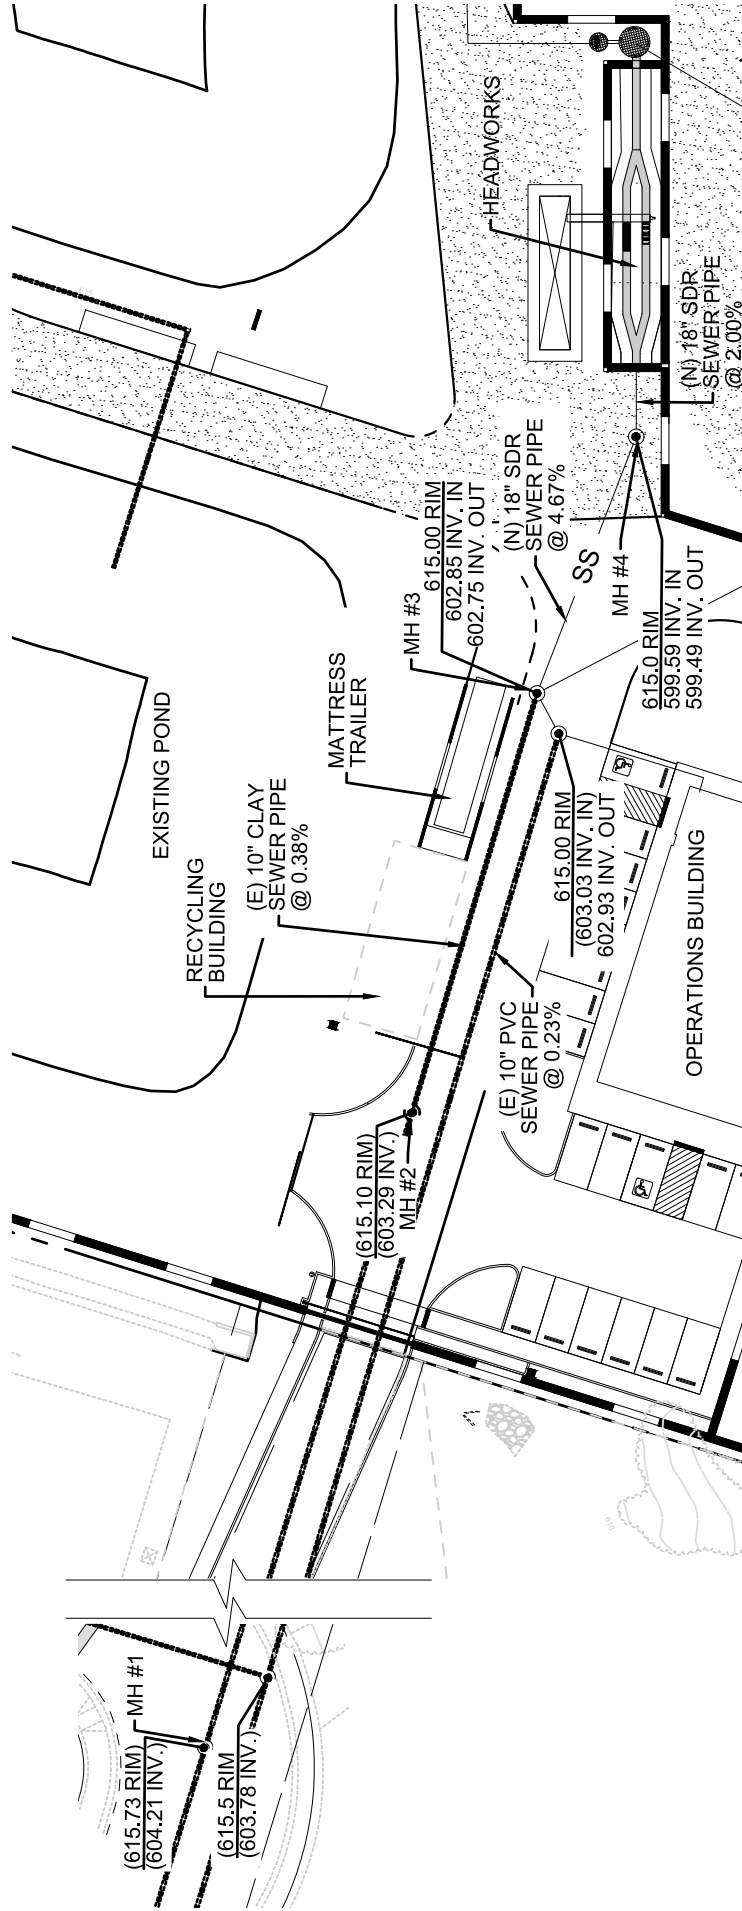 HEADWORKS
(N) 18" SDR
SEWER PIPE
@ 2.00%
(N) 18" SDR
SEWER PIPE
@ 4.67%
SS
MH #4
615.0 RIM
599.59 INV. IN
599.49 INV. OUT
MH #3
615.00 RIM
602.85 INV. IN
602.75 INV. OUT
MATTRESS
TRAILER
EXISTING POND
(E) 10" CLAY
SEWER PIPE
@ 0.38%
RECYCLING
BUILDING
615.00 RIM
(603.03 INV. IN)
602.93 INV. OUT
OPERATIONS BUILDING
(E) 10" PVC
SEWER PIPE
@ 0.23%
(615.10 RIM)
(603.29 INV.)
MH #2
610
615
MH #1
(615.73 RIM)
(604.21 INV.)
(615.5 RIM
(603.78 INV.)